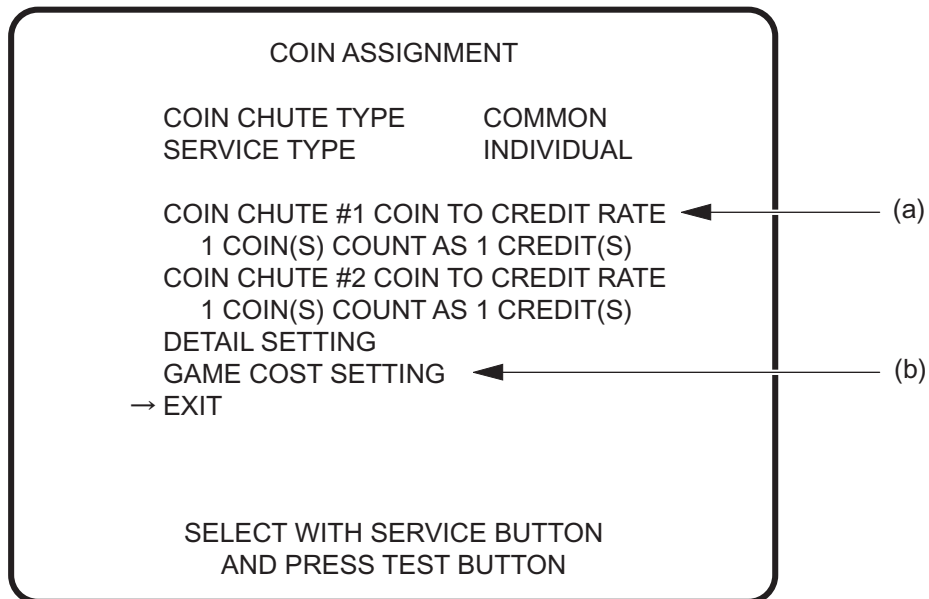 COIN ASSIGNMENT
COIN CHUTE TYPE COMMON
SERVICE TYPE INDIVIDUAL
COIN CHUTE #1 COIN TO CREDIT RATE (a)
1 COIN(S) COUNT AS 1 CREDIT(S)
COIN CHUTE #2 COIN TO CREDIT RATE
1 COIN(S) COUNT AS 1 CREDIT(S)
DETAIL SETTING
GAME COST SETTING (b)
→ EXIT
SELECT WITH SERVICE BUTTON
AND PRESS TEST BUTTON